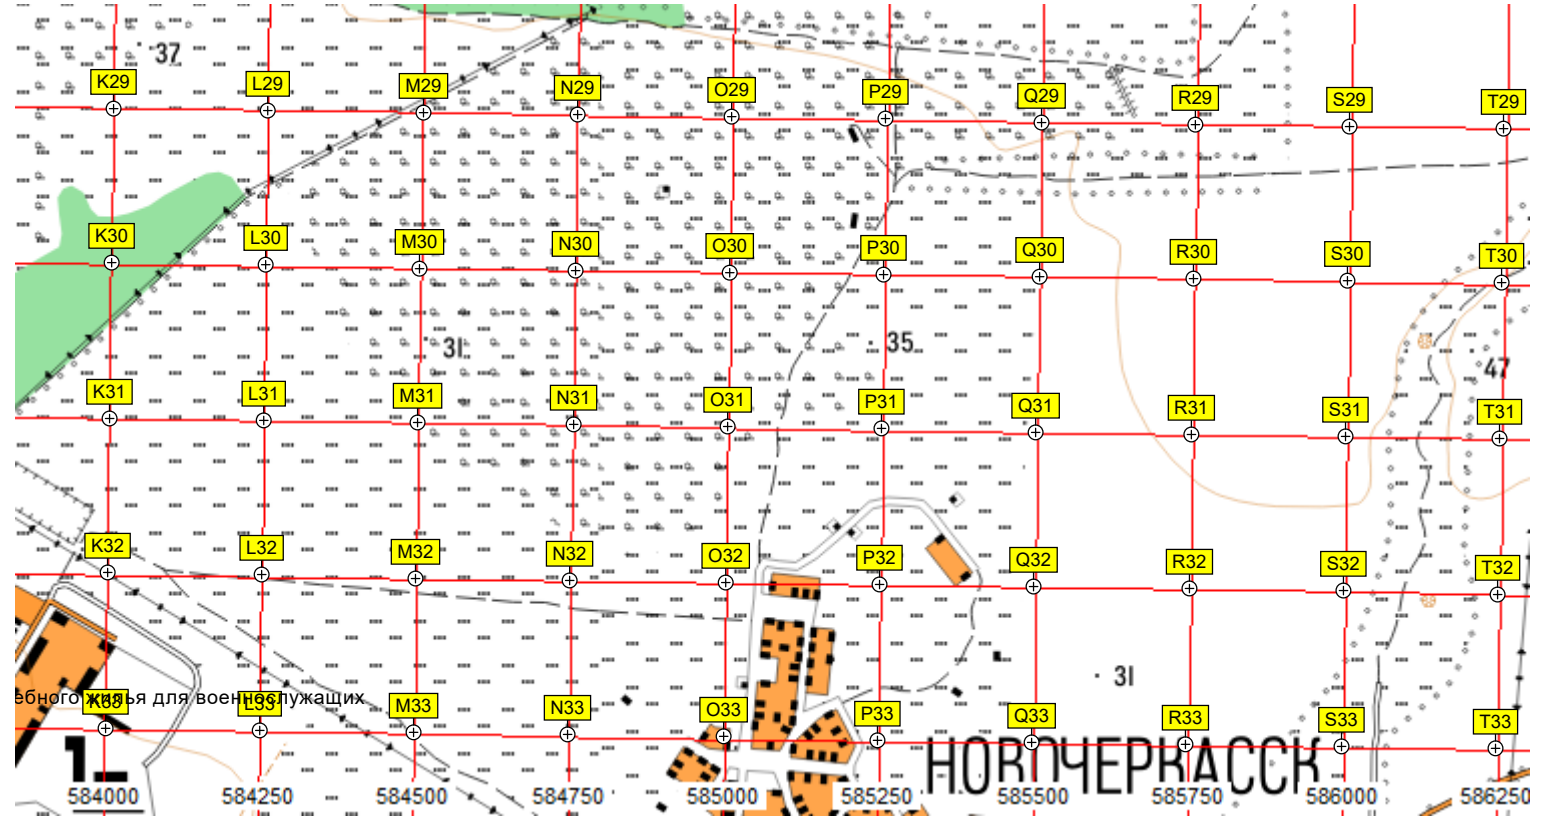 37
K29 L29 M29 N29 O29 P29 Q29 R29 S29 T29
K30 L30 M30 N30 O30 P30 Q30 R30 S30 T30
31 35 47
K31 L31 M31 N31 O31 P31 Q31 R31 S31 T31
K32 L32 M32 N32 O32 P32 Q32 R32 S32 T32
31
ебного жилья для военнослужащих
K33 L33 M33 N33 O33 P33 Q33 R33 S33 T33
НОВОЧЕРКАССК
584000 584250 584500 584750 585000 585250 585500 585750 586000 586250